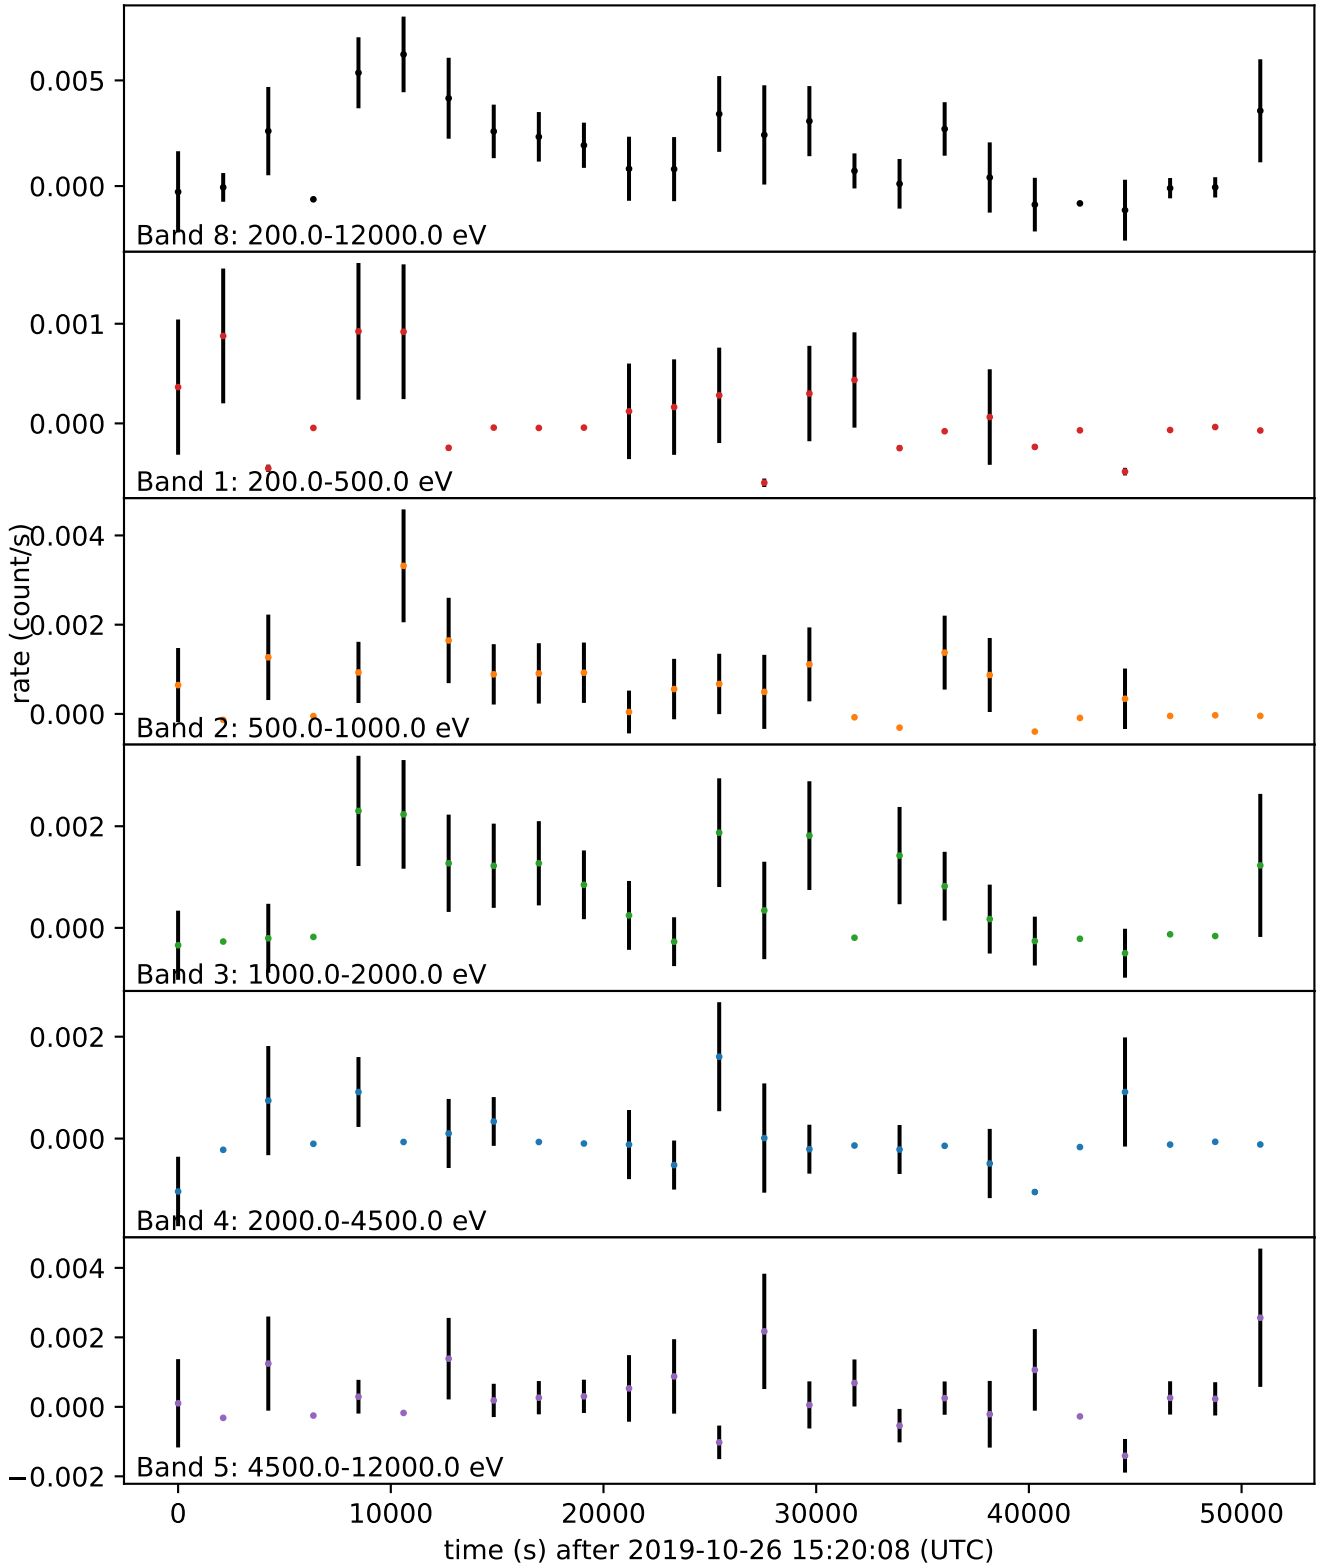 0.005
0.000
Band 8: 200.0-12000.0 eV
0.001
0.000
Band 1: 200.0-500.0 eV
rate (count/s)
0.004
0.002
0.000
Band 2: 500.0-1000.0 eV
0.002
0.000
Band 3: 1000.0-2000.0 eV
0.002
0.000
Band 4: 2000.0-4500.0 eV
0.004
0.002
0.000
−0.002
Band 5: 4500.0-12000.0 eV
0 10000 20000 30000 40000 50000
time (s) after 2019-10-26 15:20:08 (UTC)